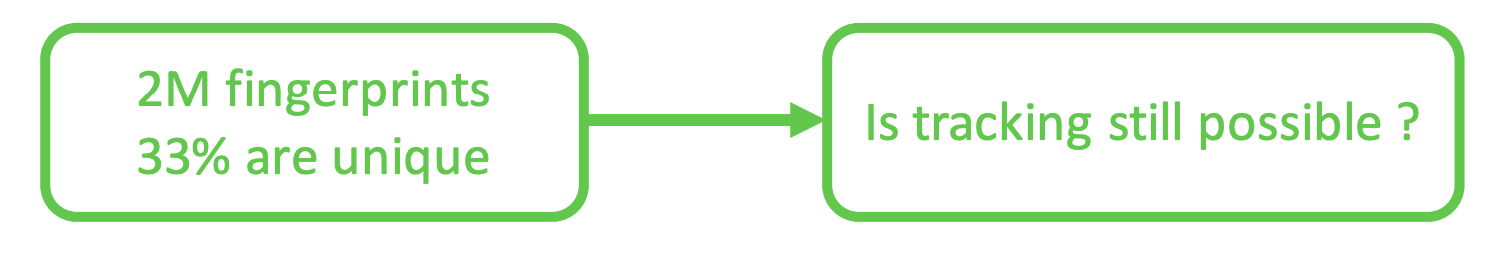 2M fingerprints
33% are unique
Is tracking still possible ?